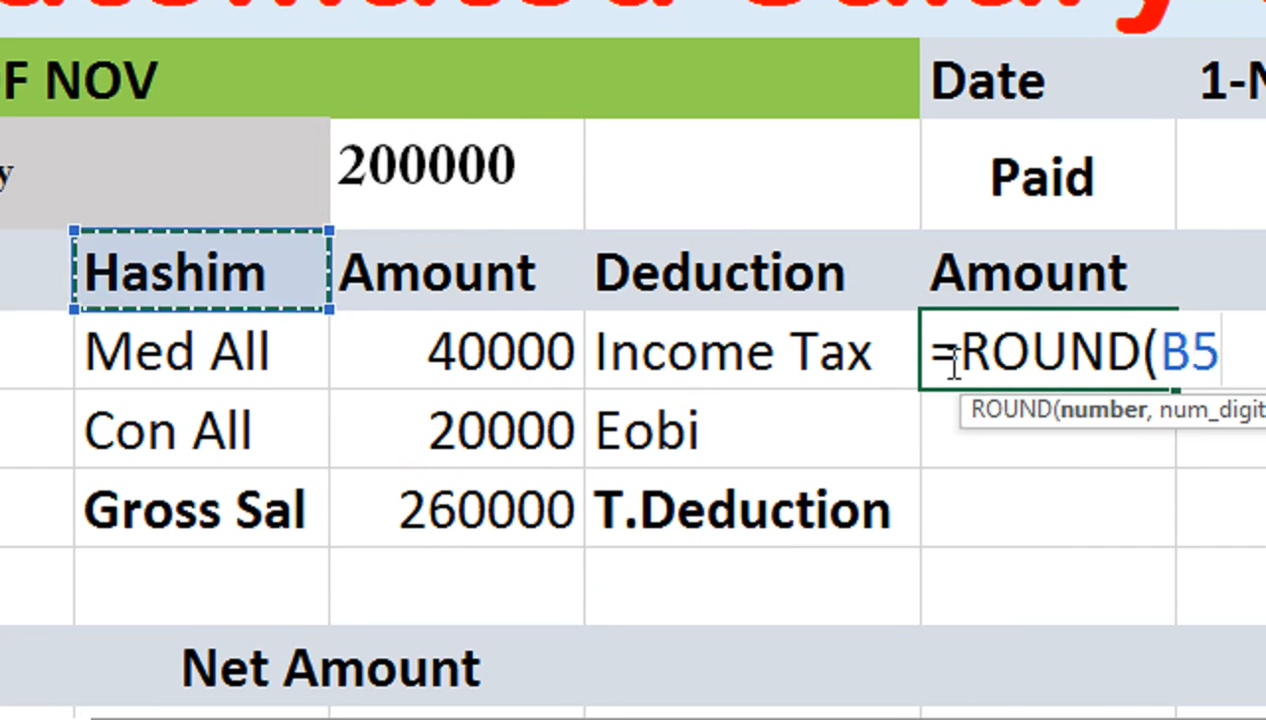 F NOV Date 1-N
y 200000 Paid
Hashim Amount Deduction Amount
Med All 40000 Income Tax =ROUND(B5
ROUND(number, num_digit
Con All 20000 Eobi
Gross Sal 260000 T.Deduction
Net Amount